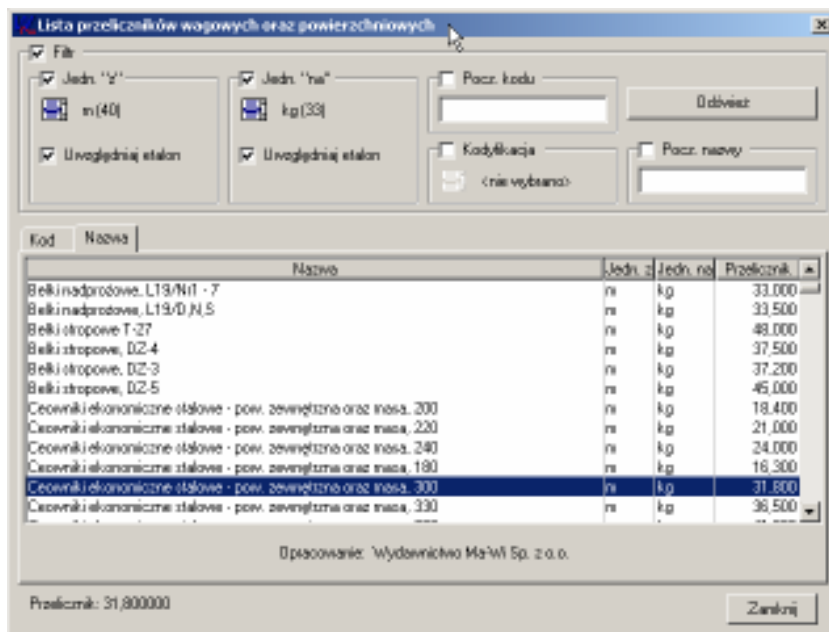 Lista przeliczników wagowych oraz powierzchniowych
Filtr
Jedn. "z"
m (40)
Uwzględniaj etalon
Jedn. "na"
kg (33)
Uwzględniaj etalon
Pocz. kodu
Odśwież
Kodyfikacja
<nie wybrano>
Pocz. nazwy
Kod Nazwa
Nazwa Jedn. z Jedn. na Przelicznik
Belki nadprożowe, L19/N/1 - 7 m kg 33,000
Belki nadprożowe, L19/D,N,S m kg 33,500
Belki stropowe T-27 m kg 48,000
Belki stropowe, DZ-4 m kg 37,500
Belki stropowe, DZ-3 m kg 37,200
Belki stropowe, DZ-5 m kg 45,000
Ceowniki ekonomiczne stalowe - pow. zewnętrzna oraz masa, 200 m kg 18,400
Ceowniki ekonomiczne stalowe - pow. zewnętrzna oraz masa, 220 m kg 21,000
Ceowniki ekonomiczne stalowe - pow. zewnętrzna oraz masa, 240 m kg 24,000
Ceowniki ekonomiczne stalowe - pow. zewnętrzna oraz masa, 180 m kg 16,300
Ceowniki ekonomiczne stalowe - pow. zewnętrzna oraz masa, 300 m kg 31,800
Ceowniki ekonomiczne stalowe - pow. zewnętrzna oraz masa, 330 m kg 36,500
Opracowanie: Wydawnictwo Ma-Wi Sp. z o.o.
Przelicznik: 31,800000
Zamknij